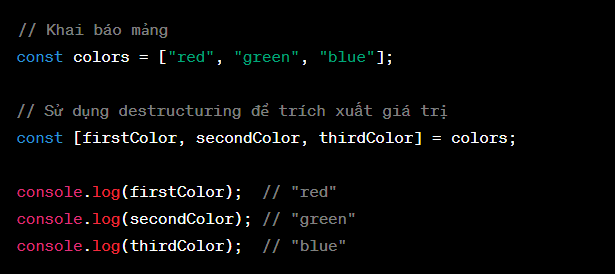 // Khai báo mảng
const colors = ["red", "green", "blue"];
// Sử dụng destructuring để trích xuất giá trị
const [firstColor, secondColor, thirdColor] = colors;
console.log(firstColor);  // "red"
console.log(secondColor); // "green"
console.log(thirdColor);  // "blue"